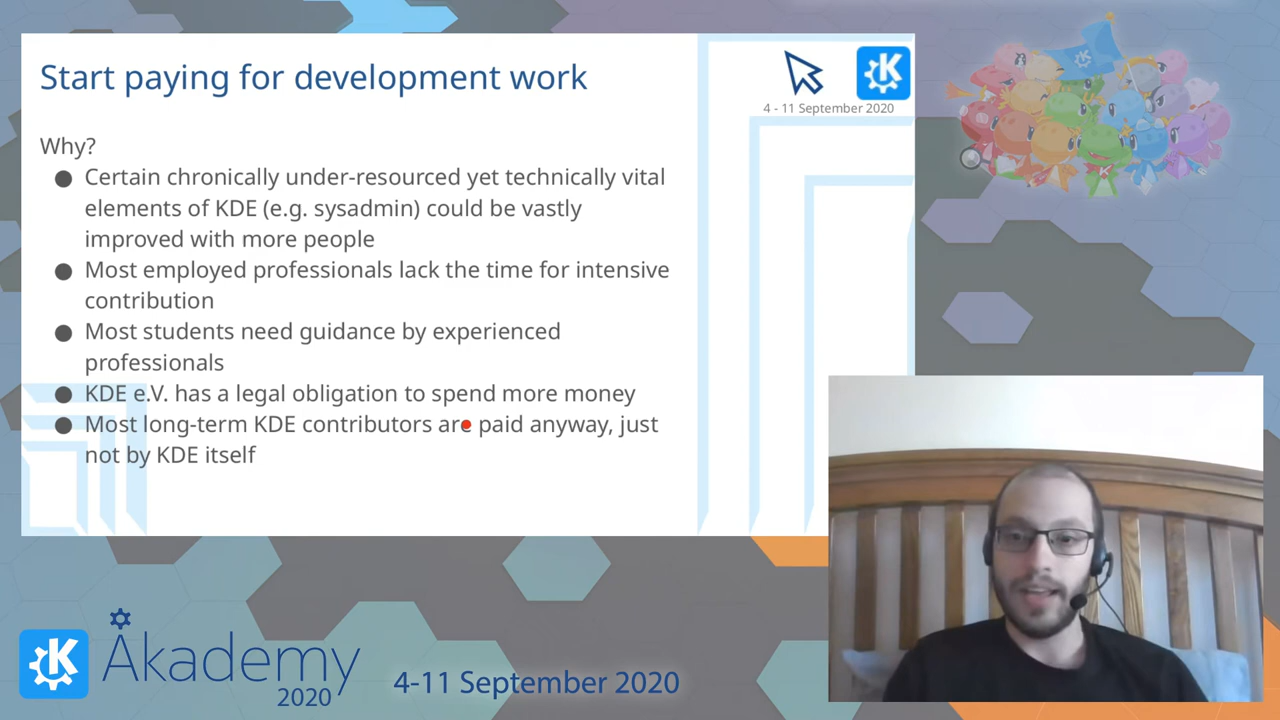 Start paying for development work
4 - 11 September 2020
Why?
● Certain chronically under-resourced yet technically vital
elements of KDE (e.g. sysadmin) could be vastly
improved with more people
● Most employed professionals lack the time for intensive
contribution
● Most students need guidance by experienced
professionals
● KDE e.V. has a legal obligation to spend more money
● Most long-term KDE contributors are paid anyway, just
not by KDE itself
Akademy
2020
4-11 September 2020